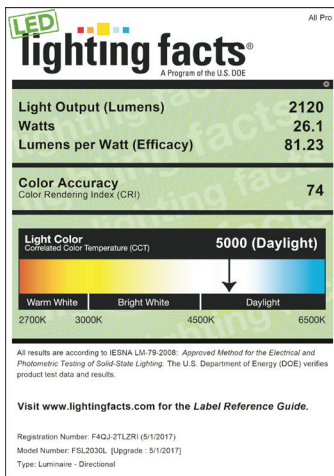 All Pro
LED
lighting facts®
A Program of the U.S. DOE
Light Output (Lumens) 2120
Watts 26.1
Lumens per Watt (Efficacy) 81.23
Color Accuracy 74
Color Rendering Index (CRI)
Light Color 5000 (Daylight)
Correlated Color Temperature (CCT)
Warm White Bright White Daylight
2700K 3000K 4500K 6500K
All results are according to IESNA LM-79-2008: Approved Method for the Electrical and
Photometric Testing of Solid-State Lighting. The U.S. Department of Energy (DOE) verifies
product test data and results.
Visit www.lightingfacts.com for the Label Reference Guide.
Registration Number: F4QJ-2TLZRI (5/1/2017)
Model Number: FSL2030L [Upgrade : 5/1/2017]
Type: Luminaire - Directional